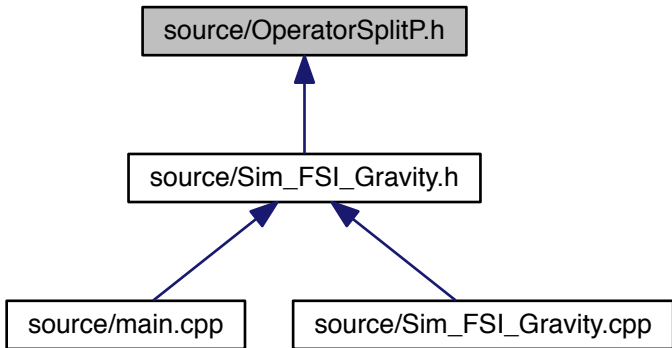 source/OperatorSplitP.h
source/Sim_FSI_Gravity.h
source/main.cpp
source/Sim_FSI_Gravity.cpp